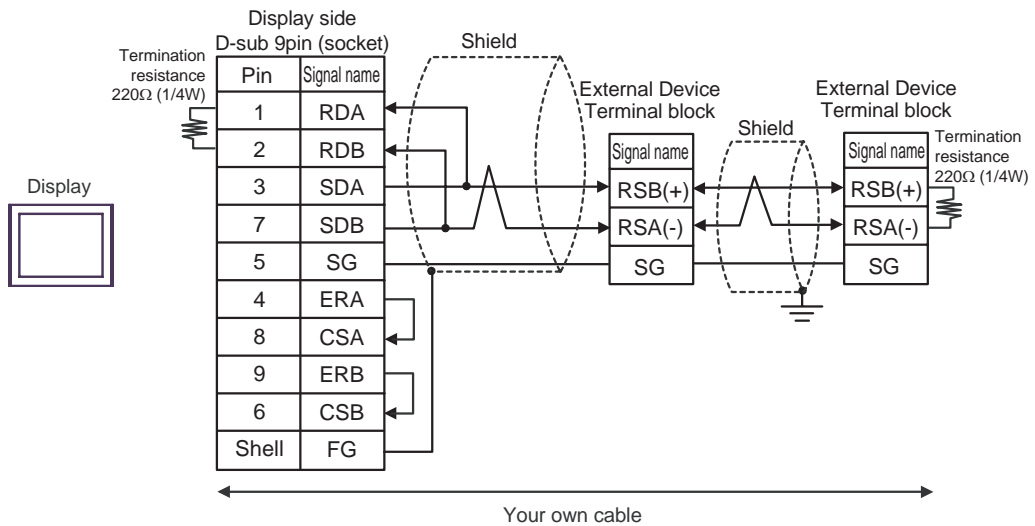 Display side
D-sub 9pin (socket)
Termination
resistance
220Ω (1/4W)
Shield
Pin Signal name
1 RDA
2 RDB
3 SDA
7 SDB
5 SG
4 ERA
8 CSA
9 ERB
6 CSB
Shell FG
Display
External Device
Terminal block
Signal name
RSB(+)
RSA(-)
SG
Shield
External Device
Terminal block
Signal name
RSB(+)
RSA(-)
SG
Termination
resistance
220Ω (1/4W)
Your own cable